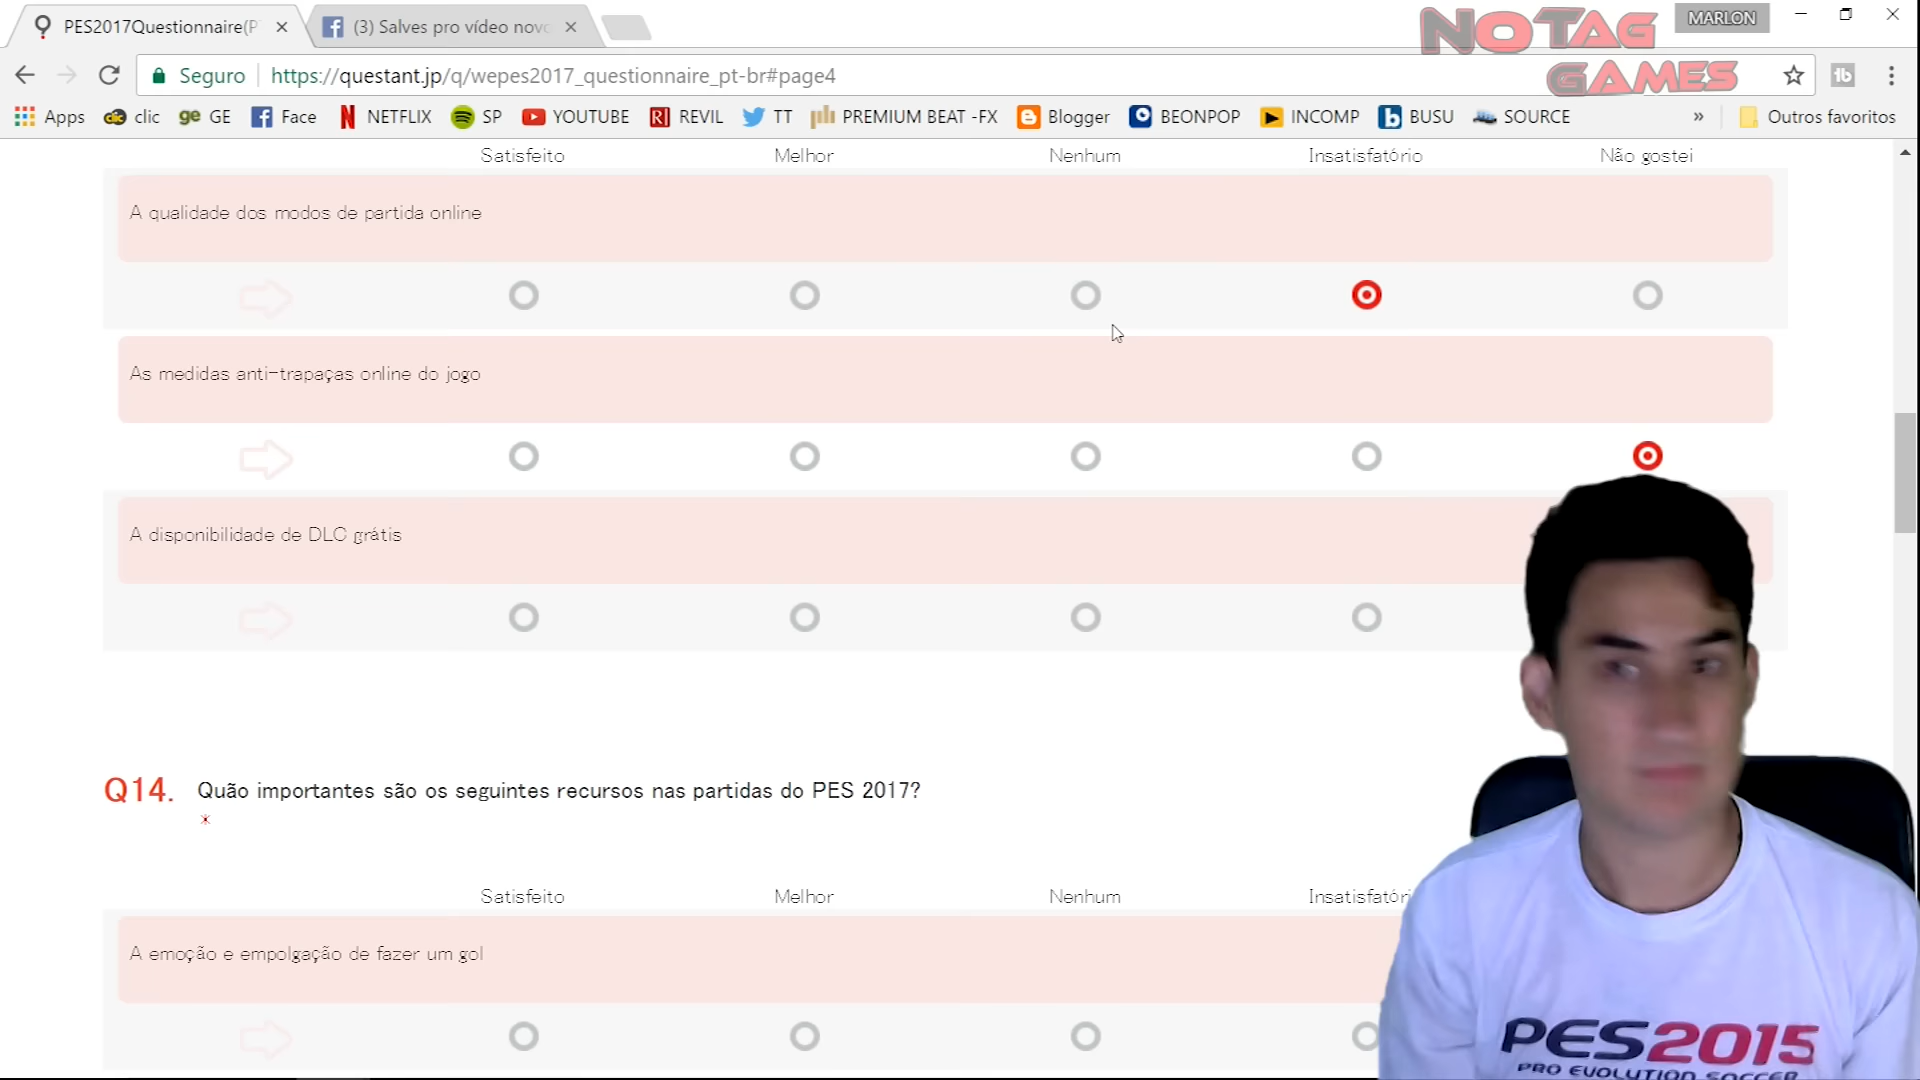 PES2017Questionnaire(P
(3) Salves pro vídeo novo
NOTAG
GAMES
MARLON
Seguro
https://questant.jp/q/wepes2017_questionnaire_pt-br#page4
Apps
clic
GE
Face
NETFLIX
SP
YOUTUBE
REVIL
TT
PREMIUM BEAT -FX
Blogger
BEONPOP
INCOMP
BUSU
SOURCE
»
Outros favoritos
Satisfeito Melhor Nenhum Insatisfatório Não gostei
A qualidade dos modos de partida online
As medidas anti-trapaças online do jogo
A disponibilidade de DLC grátis
Q14. Quão importantes são os seguintes recursos nas partidas do PES 2017?
*
Satisfeito Melhor Nenhum Insatisfatóri
A emoção e empolgação de fazer um gol
PES2015
PRO EVOLUTION SOCCER